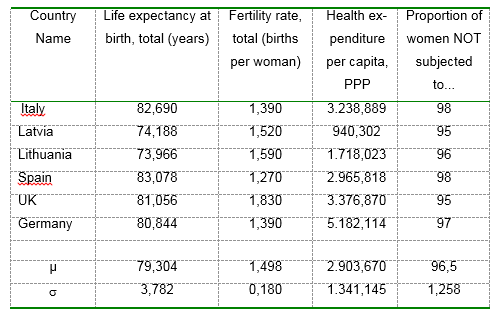 Country Life expectancy at Fertility rate, Health ex- Proportion of
Name birth, total (years) total (births penditure women NOT
per woman) per capita, subjected
PPP to...
Italy 82,690 1,390 3.238,889 98
Latvia 74,188 1,520 940,302 95
Lithuania 73,966 1,590 1.718,023 96
Spain 83,078 1,270 2.965,818 98
UK 81,056 1,830 3.376,870 95
Germany 80,844 1,390 5.182,114 97
μ 79,304 1,498 2.903,670 96,5
σ 3,782 0,180 1.341,145 1,258